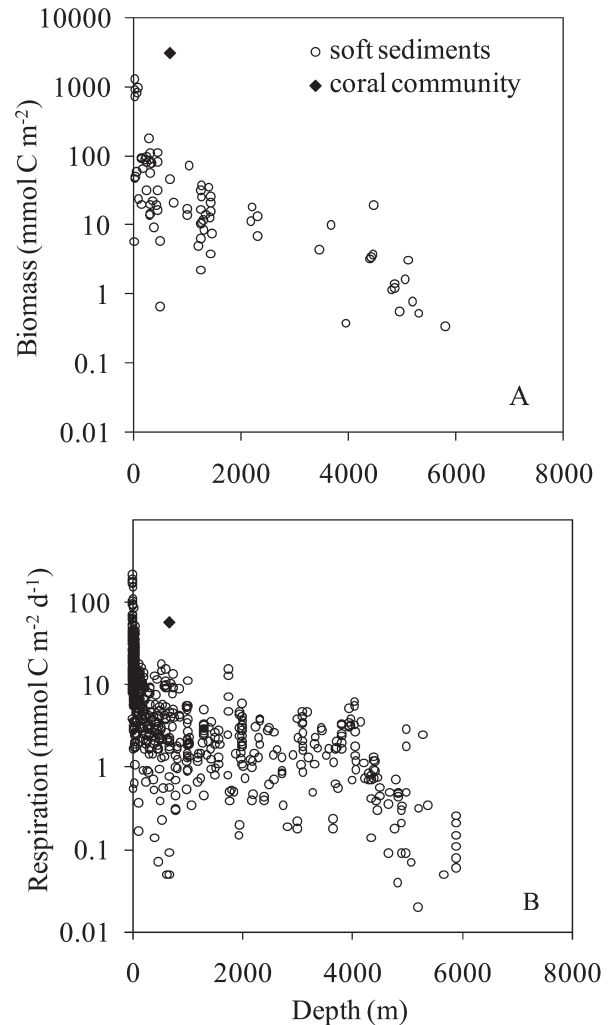 10000
1000
100
10
1
0.1
0.01
Biomass (mmol C m-2)
soft sediments
coral community
A
0 2000 4000 6000 8000
100
10
1
0.1
0.01
Respiration (mmol C m-2 d-1)
B
0 2000 4000 6000 8000
Depth (m)